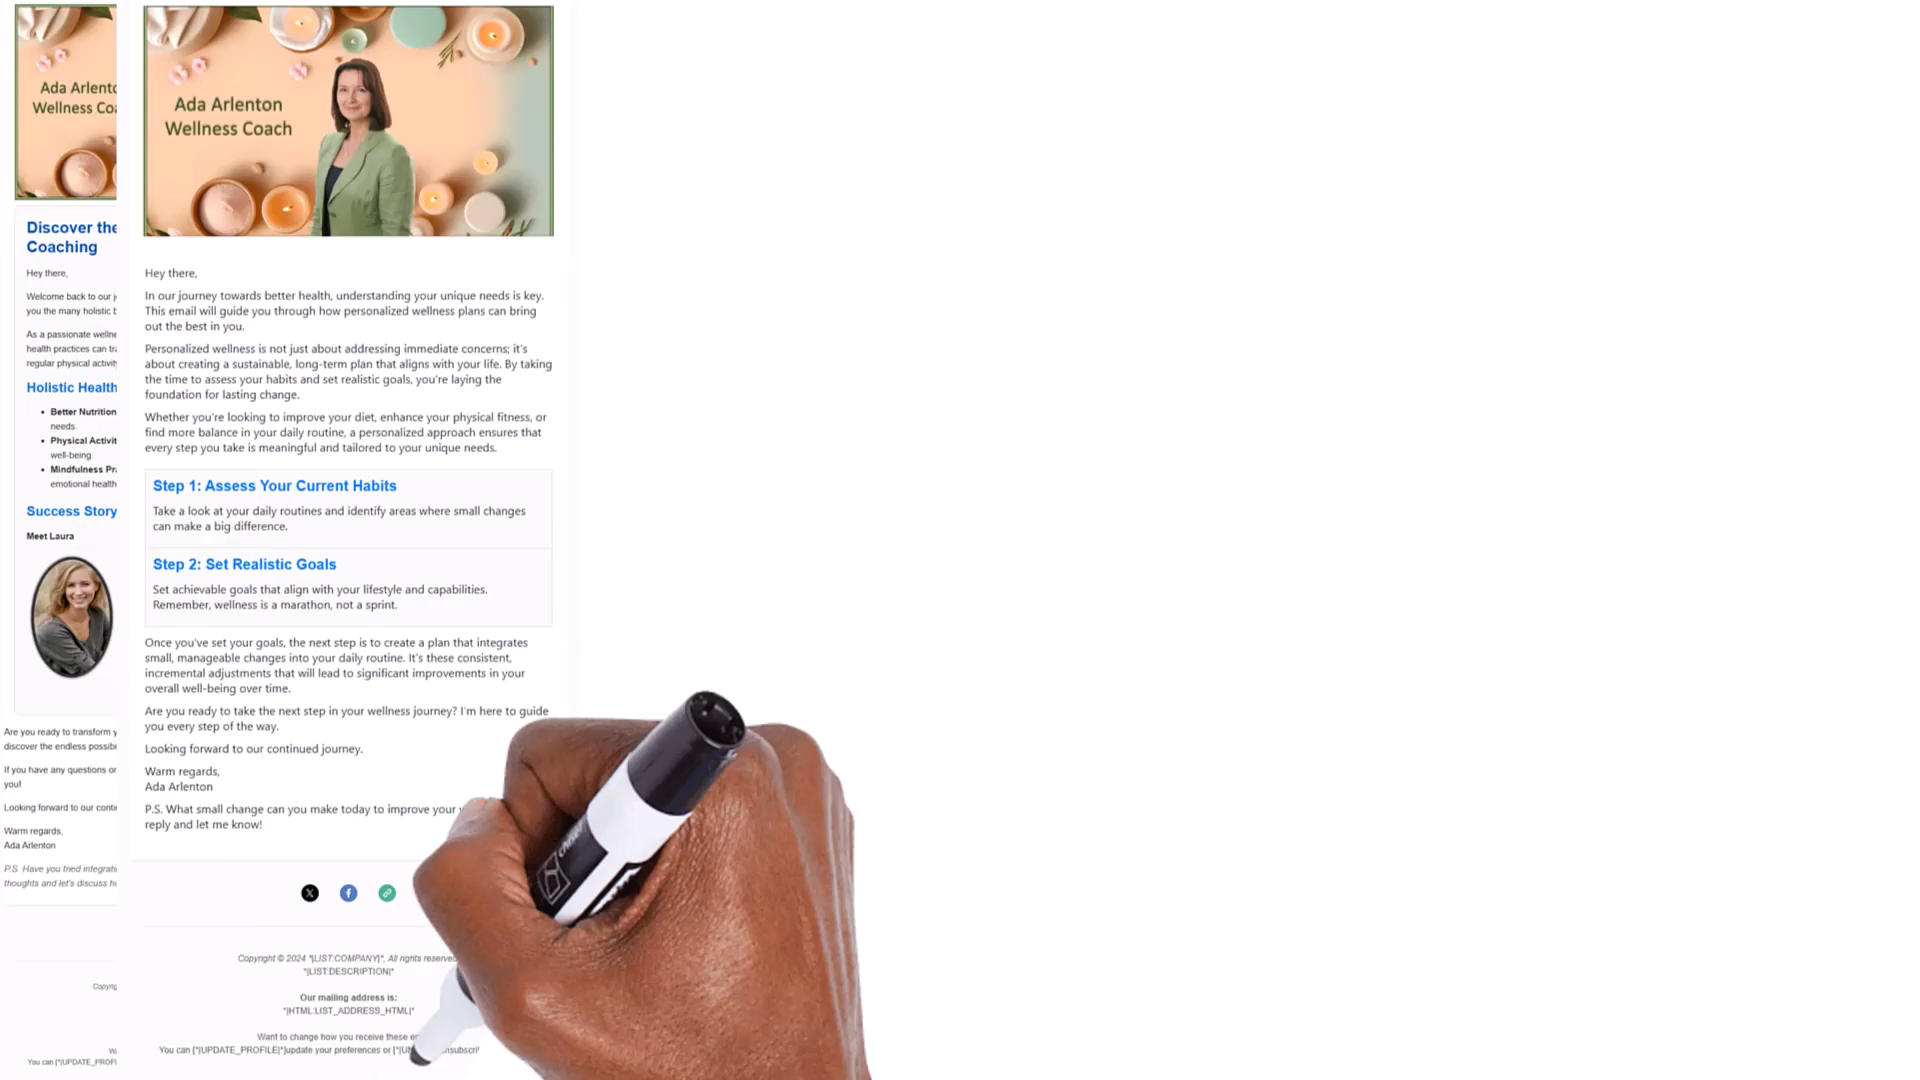 Ada Arlento
Wellness Coa
Discover the
Coaching
Hey there,
Welcome back to our j
you the many holistic b
As a passionate wellne
health practices can tra
regular physical activity
Holistic Health
• Better Nutrition
needs.
• Physical Activit
well-being.
• Mindfulness Pra
emotional health
Success Story
Meet Laura
Are you ready to transform y
discover the endless possibi
If you have any questions or
you!
Looking forward to our conti
Warm regards,
Ada Arlenton
P.S. Have you tried integrati
thoughts and let's discuss ho
Copyrig
You can [*|UPDATE_PROFI
Ada Arlenton
Wellness Coach
Hey there,
In our journey towards better health, understanding your unique needs is key.
This email will guide you through how personalized wellness plans can bring
out the best in you.
Personalized wellness is not just about addressing immediate concerns; it's
about creating a sustainable, long-term plan that aligns with your life. By taking
the time to assess your habits and set realistic goals, you're laying the
foundation for lasting change.
Whether you're looking to improve your diet, enhance your physical fitness, or
find more balance in your daily routine, a personalized approach ensures that
every step you take is meaningful and tailored to your unique needs.
Step 1: Assess Your Current Habits
Take a look at your daily routines and identify areas where small changes
can make a big difference.
Step 2: Set Realistic Goals
Set achievable goals that align with your lifestyle and capabilities.
Remember, wellness is a marathon, not a sprint.
Once you've set your goals, the next step is to create a plan that integrates
small, manageable changes into your daily routine. It's these consistent,
incremental adjustments that will lead to significant improvements in your
overall well-being over time.
Are you ready to take the next step in your wellness journey? I'm here to guide
you every step of the way.
Looking forward to our continued journey.
Warm regards,
Ada Arlenton
P.S. What small change can you make today to improve your
reply and let me know!
Copyright © 2024 *|LIST:COMPANY|*, All rights reserved
*|LIST:DESCRIPTION|*
Our mailing address is:
*|HTML:LIST_ADDRESS_HTML|*
Want to change how you receive these
You can [*|UPDATE_PROFILE|*]update your preferences or